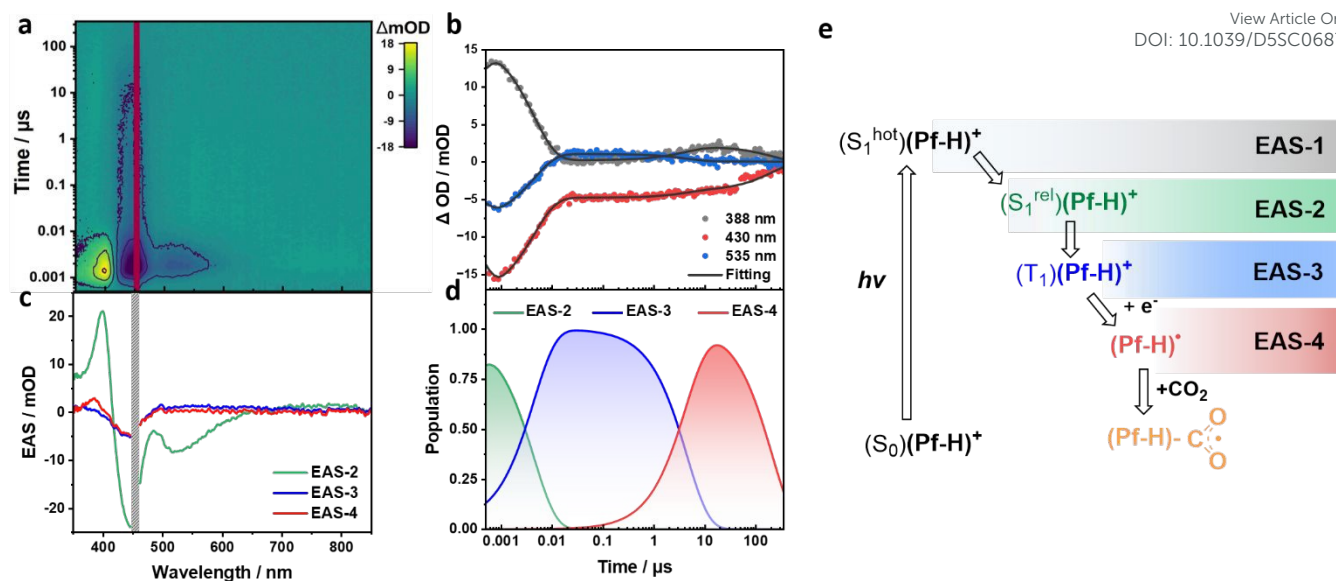 View Article On
DOI: 10.1039/D5SC0687
a
ΔmOD
18
9
0
-9
-18
100
10
1
0.1
0.01
0.001
Time / µs
b
15
10
5
0
−5
−10
−15
Δ OD / mOD
388 nm
430 nm
535 nm
Fitting
c
20
10
0
-10
-20
EAS / mOD
EAS-2
EAS-3
EAS-4
400 500 600 700 800
Wavelength / nm
d
EAS-2 EAS-3 EAS-4
1.00
0.75
0.50
0.25
0.00
Population
0.001 0.01 0.1 1 10 100
Time / µs
e
(S₁ʰᵒᵗ)(Pf-H)⁺ EAS-1
(S₁ʳᵉˡ)(Pf-H)⁺ EAS-2
(T₁)(Pf-H)⁺ EAS-3
hv
+ e⁻
(Pf-H)• EAS-4
+CO₂
(S₀)(Pf-H)⁺
(Pf-H)- C O O